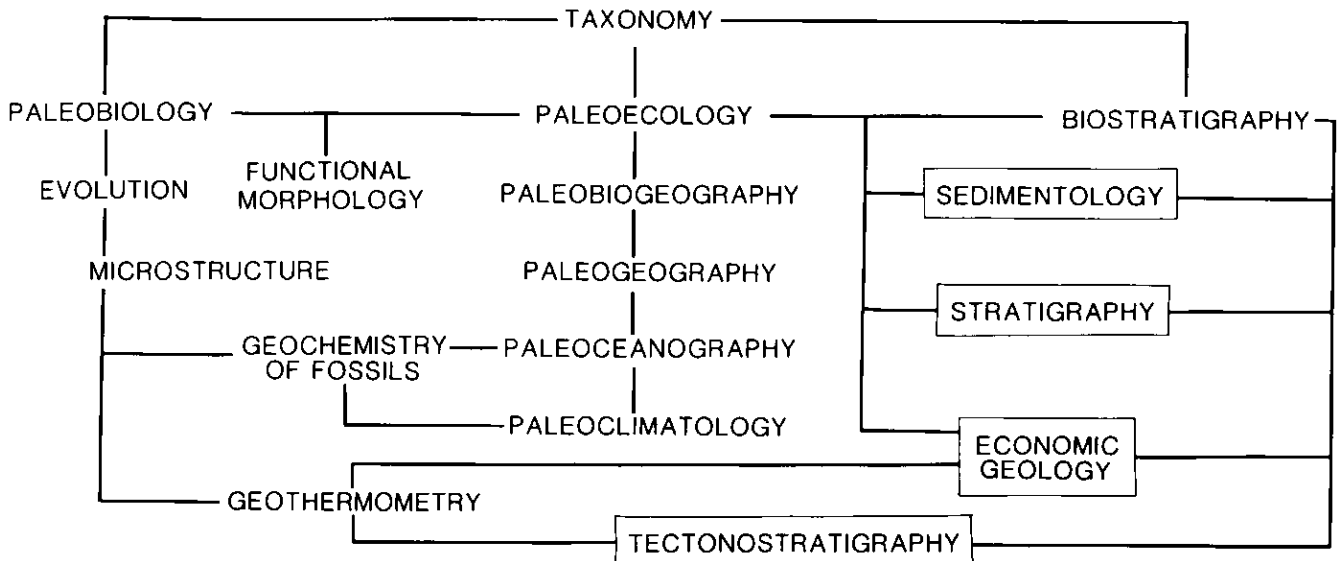 TAXONOMY
PALEOBIOLOGY
PALEOECOLOGY
BIOSTRATIGRAPHY
EVOLUTION
FUNCTIONAL
MORPHOLOGY
PALEOBIOGEOGRAPHY
SEDIMENTOLOGY
MICROSTRUCTURE
PALEOGEOGRAPHY
STRATIGRAPHY
GEOCHEMISTRY
OF FOSSILS
PALEOCEANOGRAPHY
PALEOCLIMATOLOGY
ECONOMIC
GEOLOGY
GEOTHERMOMETRY
TECTONOSTRATIGRAPHY